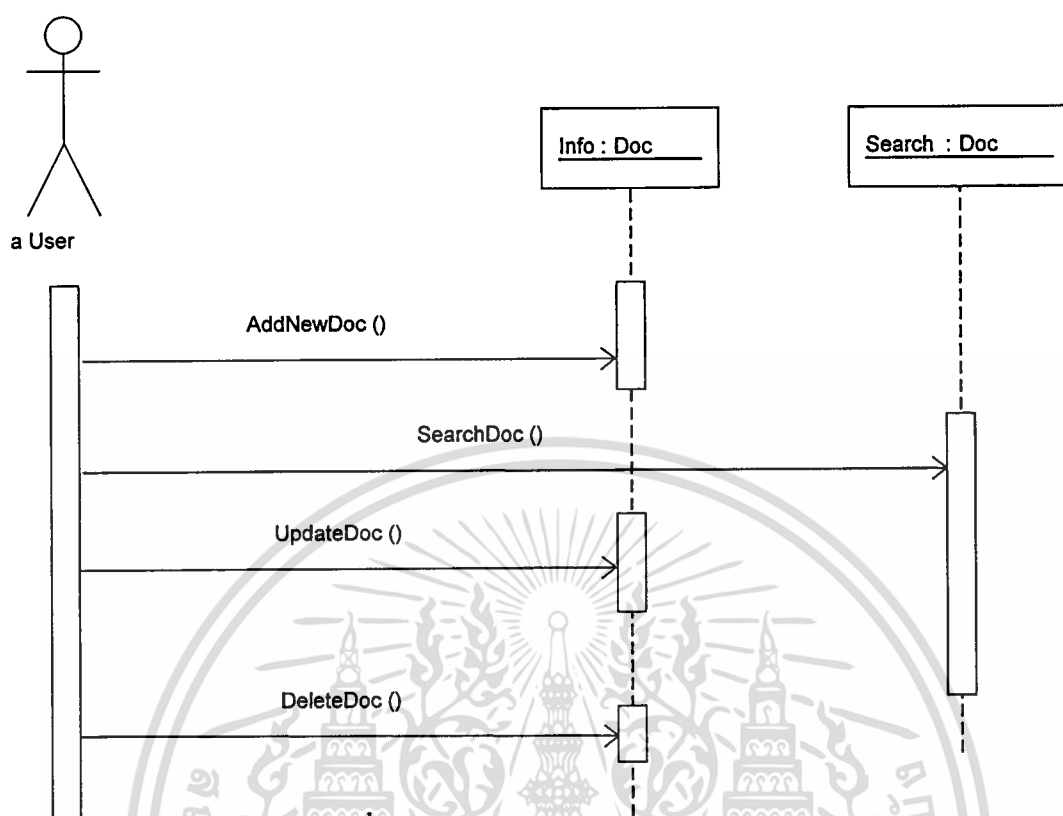 Info : Doc
Search : Doc
a User
AddNewDoc ()
SearchDoc ()
UpdateDoc ()
DeleteDoc ()